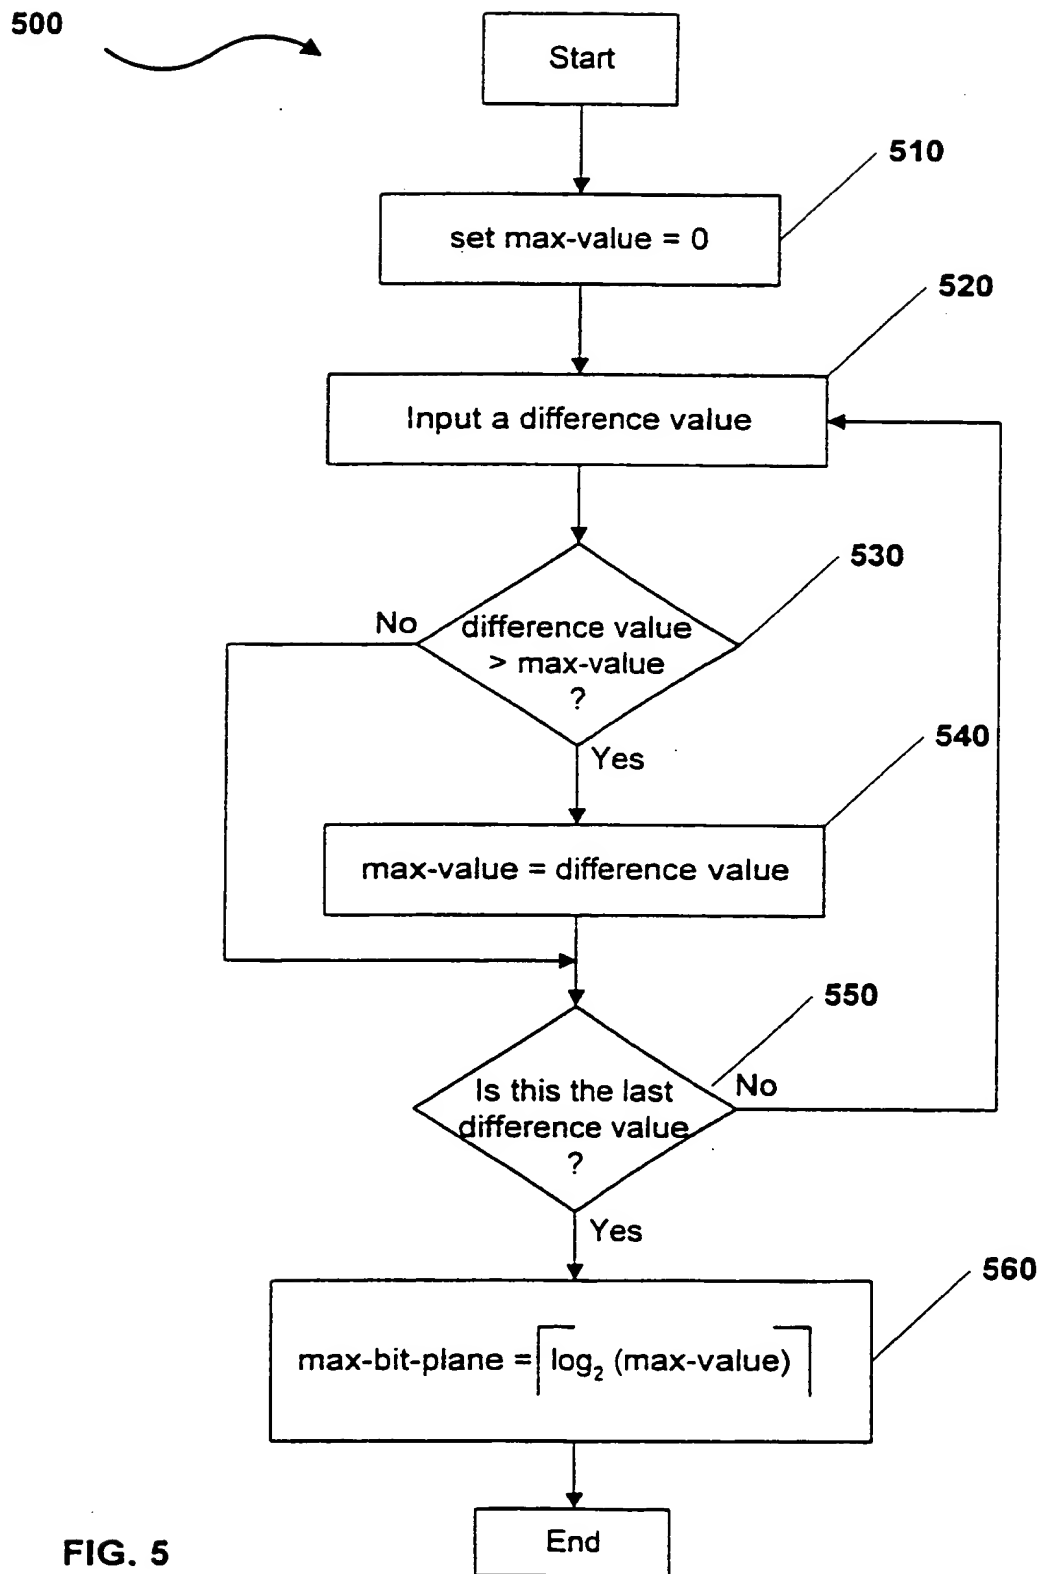 500
Start
510
set max-value = 0
520
Input a difference value
530
No
difference value
> max-value
?
Yes
540
max-value = difference value
550
Is this the last
difference value
?
No
Yes
560
max-bit-plane = ⌈log₂ (max-value)⌉
End
FIG. 5